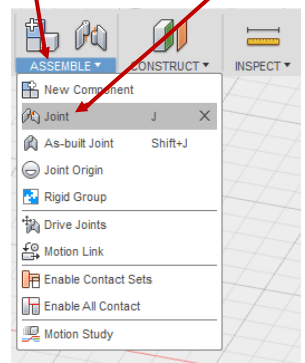 ASSEMBLE ▾ CONSTRUCT ▾ INSPECT ▾
New Component
Joint J X
As-built Joint Shift+J
Joint Origin
Rigid Group
Drive Joints
Motion Link
Enable Contact Sets
Enable All Contact
Motion Study